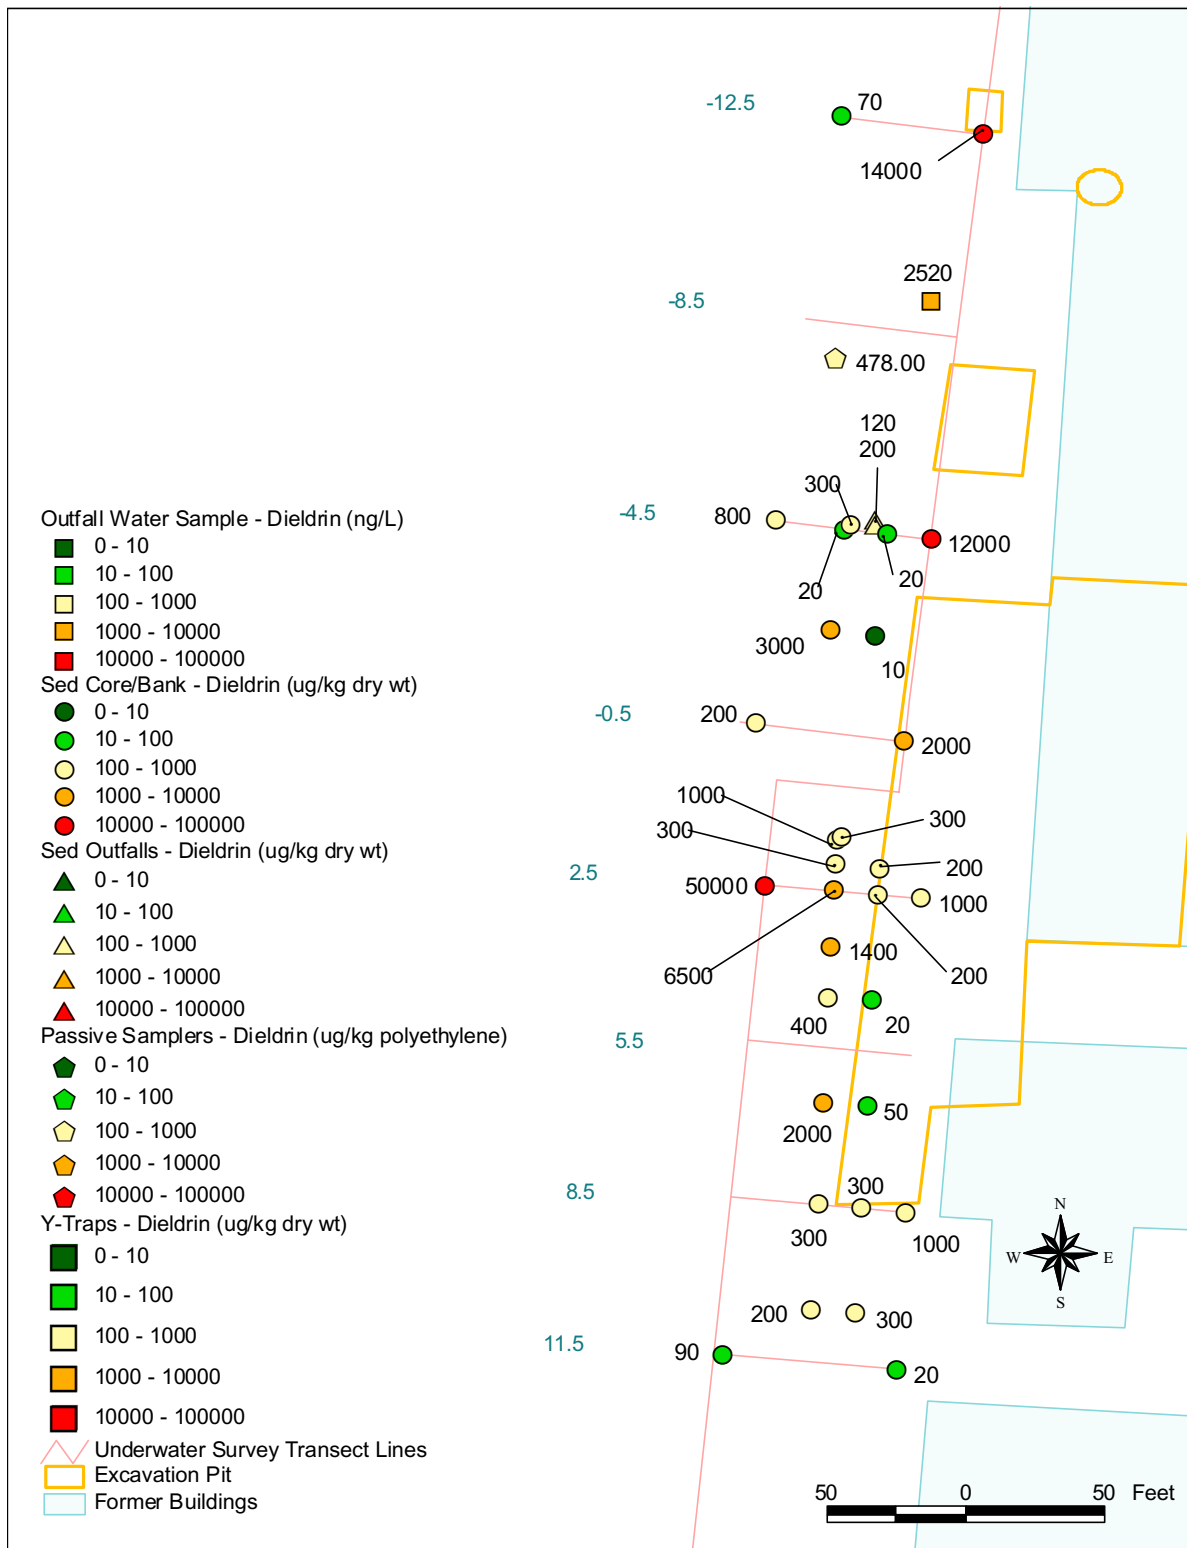 -12.5
70
14000
2520
-8.5
478.00
120
200
300
-4.5
800
12000
20
20
3000
10
-0.5
200
2000
1000
300
300
200
2.5
50000
1000
1400
6500
200
400
20
5.5
2000
50
8.5
300
300
1000
200
300
11.5
90
20
Outfall Water Sample - Dieldrin (ng/L)
0 - 10
10 - 100
100 - 1000
1000 - 10000
10000 - 100000
Sed Core/Bank - Dieldrin (ug/kg dry wt)
0 - 10
10 - 100
100 - 1000
1000 - 10000
10000 - 100000
Sed Outfalls - Dieldrin (ug/kg dry wt)
0 - 10
10 - 100
100 - 1000
1000 - 10000
10000 - 100000
Passive Samplers - Dieldrin (ug/kg polyethylene)
0 - 10
10 - 100
100 - 1000
1000 - 10000
10000 - 100000
Y-Traps - Dieldrin (ug/kg dry wt)
0 - 10
10 - 100
100 - 1000
1000 - 10000
10000 - 100000
Underwater Survey Transect Lines
Excavation Pit
Former Buildings
N
W E
S
50 0 50 Feet